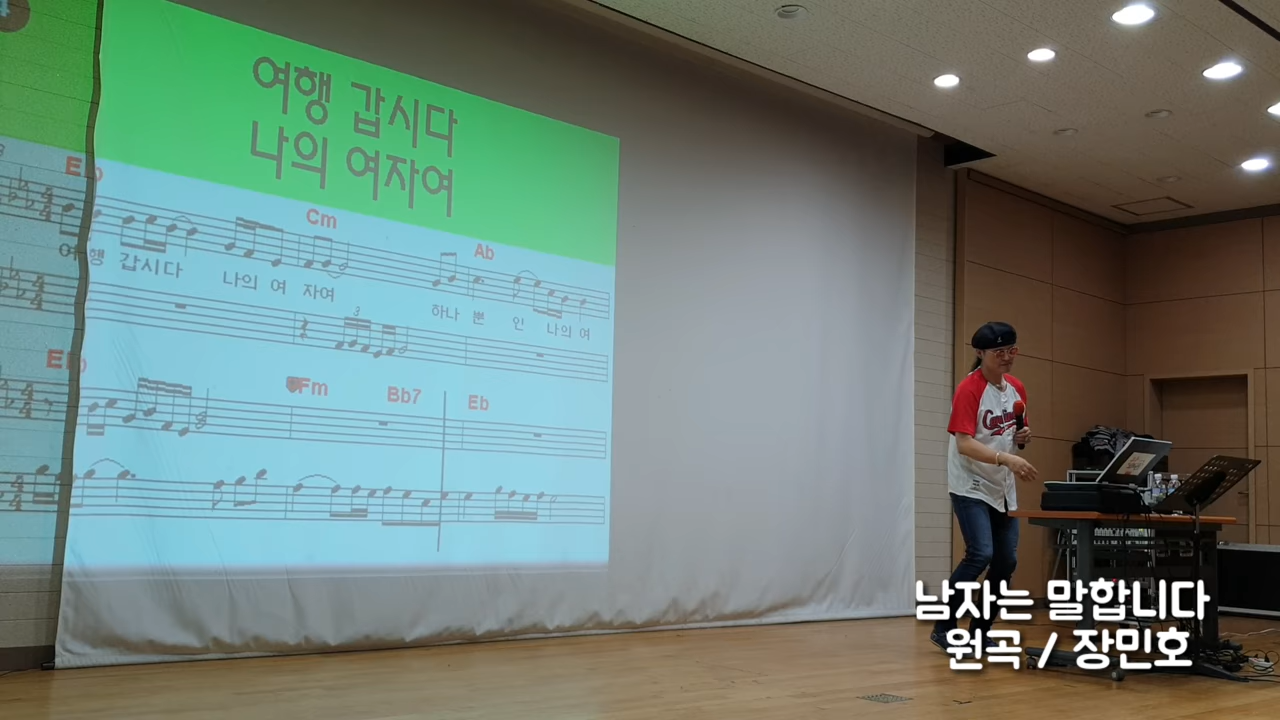 여행 갑시다
나의 여자여
Eb Cm Ab
여행 갑시다 나의 여 자여 하나 뿐 인 나의 여
3
Eb Fm Bb7 Eb
남자는 말합니다
원곡 / 장민호